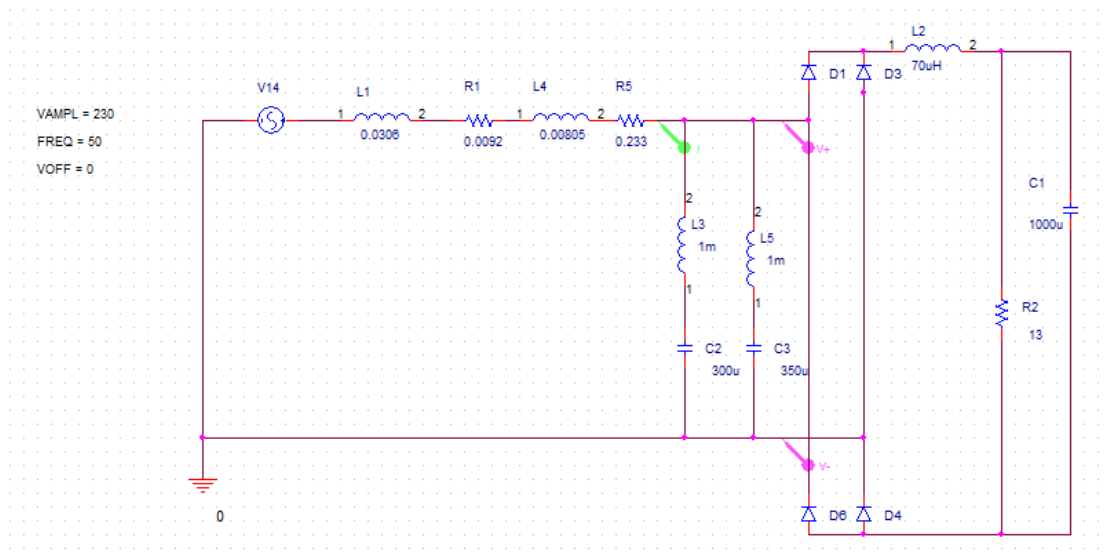 VAMPL = 230
FREQ = 50
VOFF = 0
V14
1 L1 2
0.0306
R1
0.0092
1 L4 2
0.00805
R5
0.233
I
V+
D1
D3
1 L2 2
70uH
2
L3
1m
1
2
L5
1m
1
C1
1000u
R2
13
C2
300u
C3
350u
V-
D6
D4
0